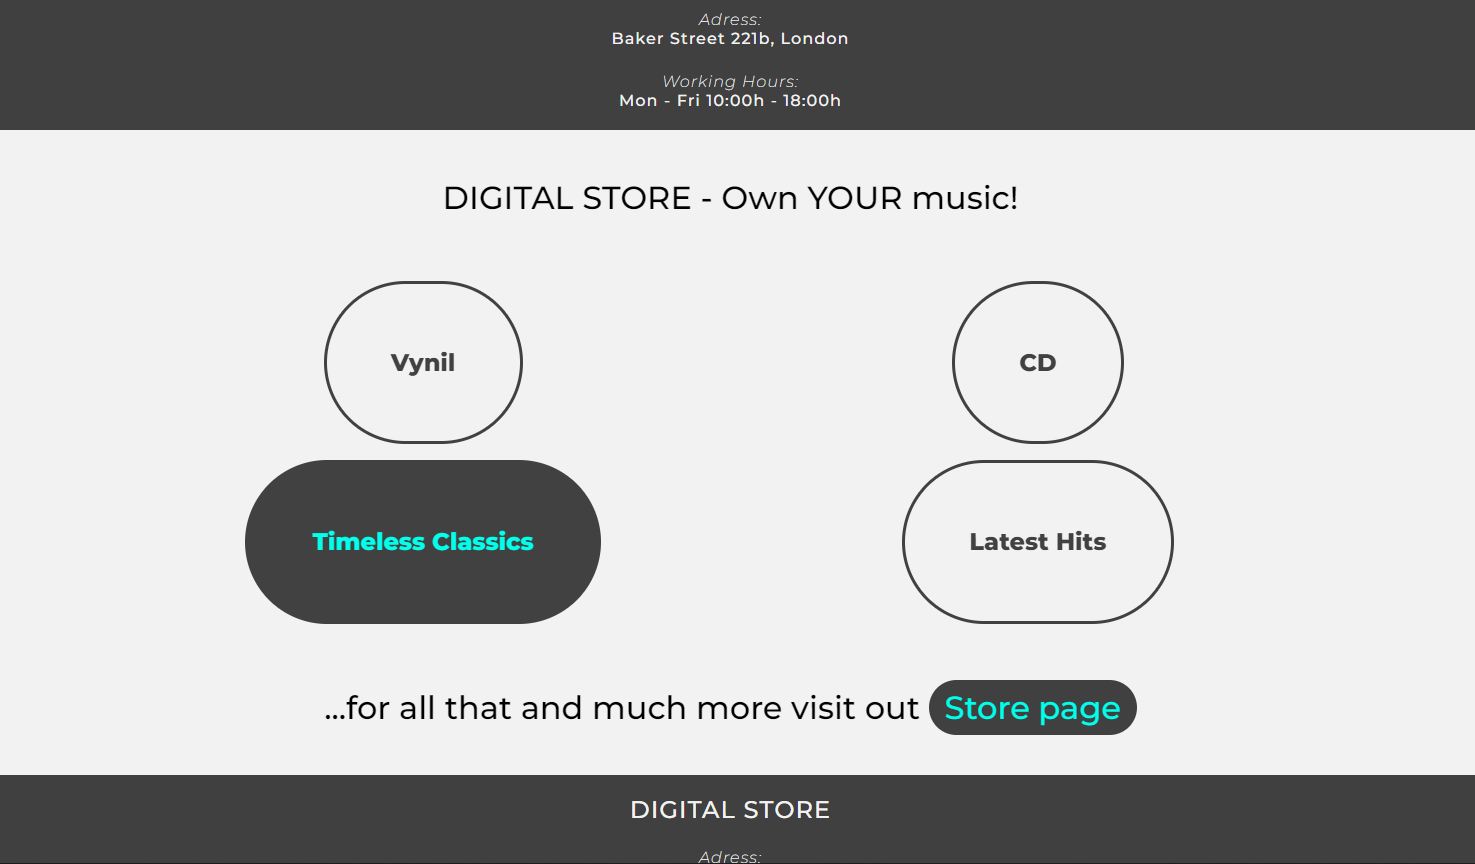 Adress:
Baker Street 221b, London
Working Hours:
Mon - Fri 10:00h - 18:00h
DIGITAL STORE - Own YOUR music!
Vynil
CD
Timeless Classics
Latest Hits
...for all that and much more visit out Store page
DIGITAL STORE
Adress: